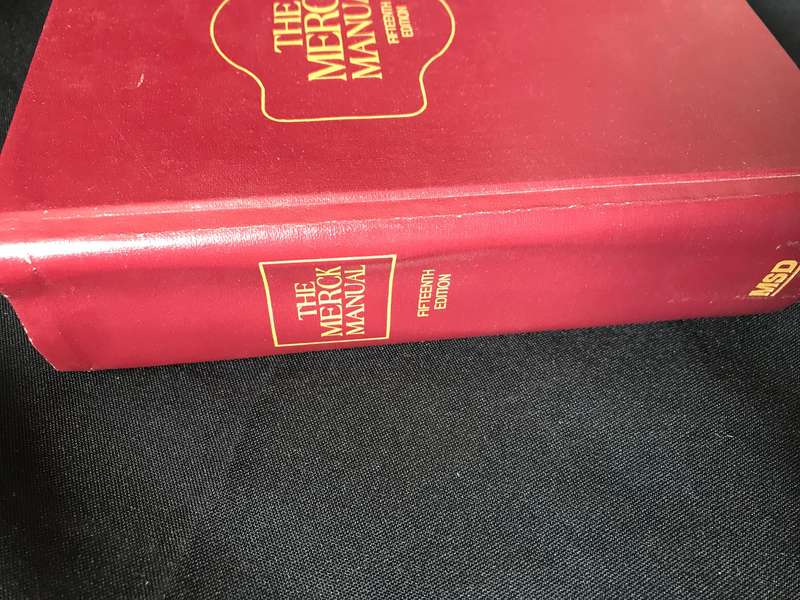 THE
MERCK
MANUAL
FIFTEENTH
EDITION
THE
MERCK
MANUAL
FIFTEENTH
EDITION
MSD